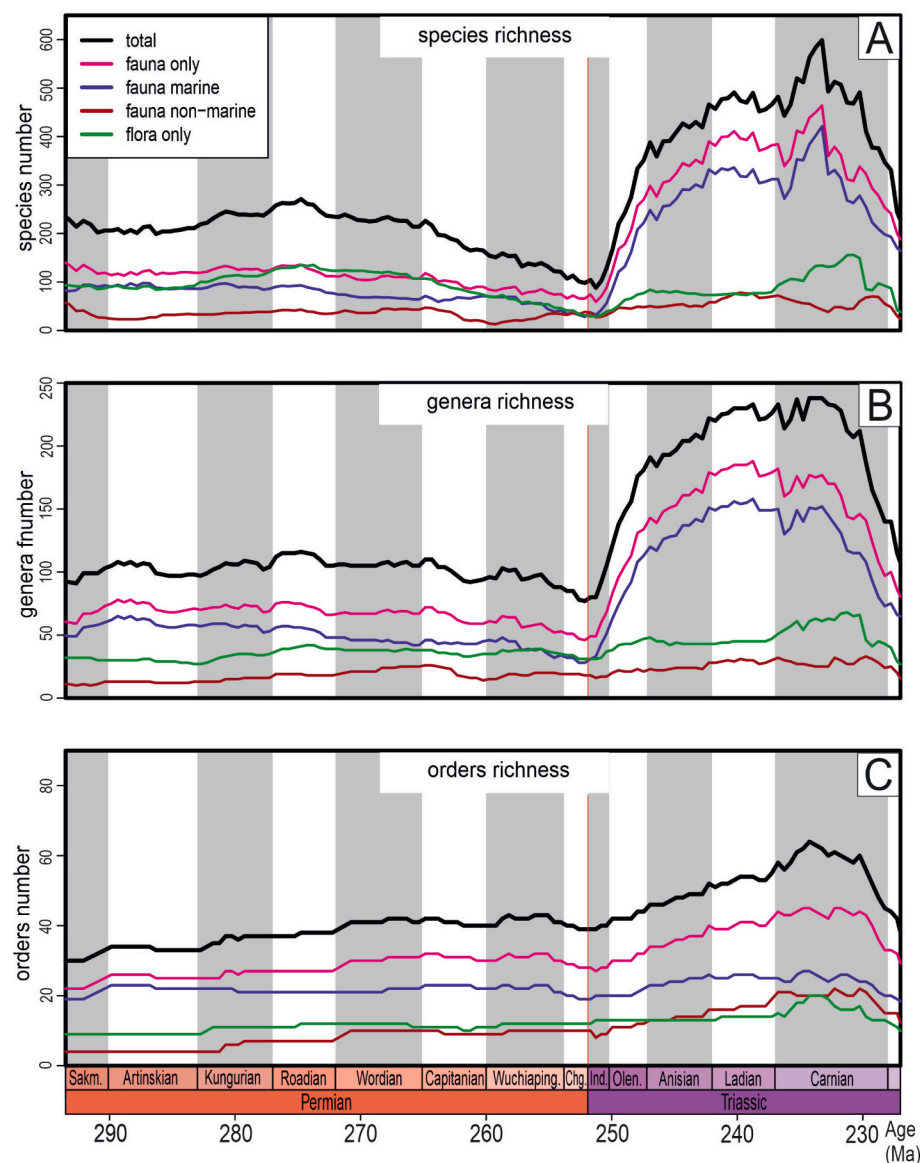 species richness
A
total
fauna only
fauna marine
fauna non-marine
flora only
species number
600
500
400
300
200
100
0
genera richness
B
genera fnumber
250
200
150
100
50
0
orders richness
C
orders number
80
60
40
20
0
Sakm. Artinskian Kungurian Roadian Wordian Capitanian Wuchiaping. Chg. Ind. Olen. Anisian Ladian Carnian
Permian Triassic
290 280 270 260 250 240 230 Age
(Ma)